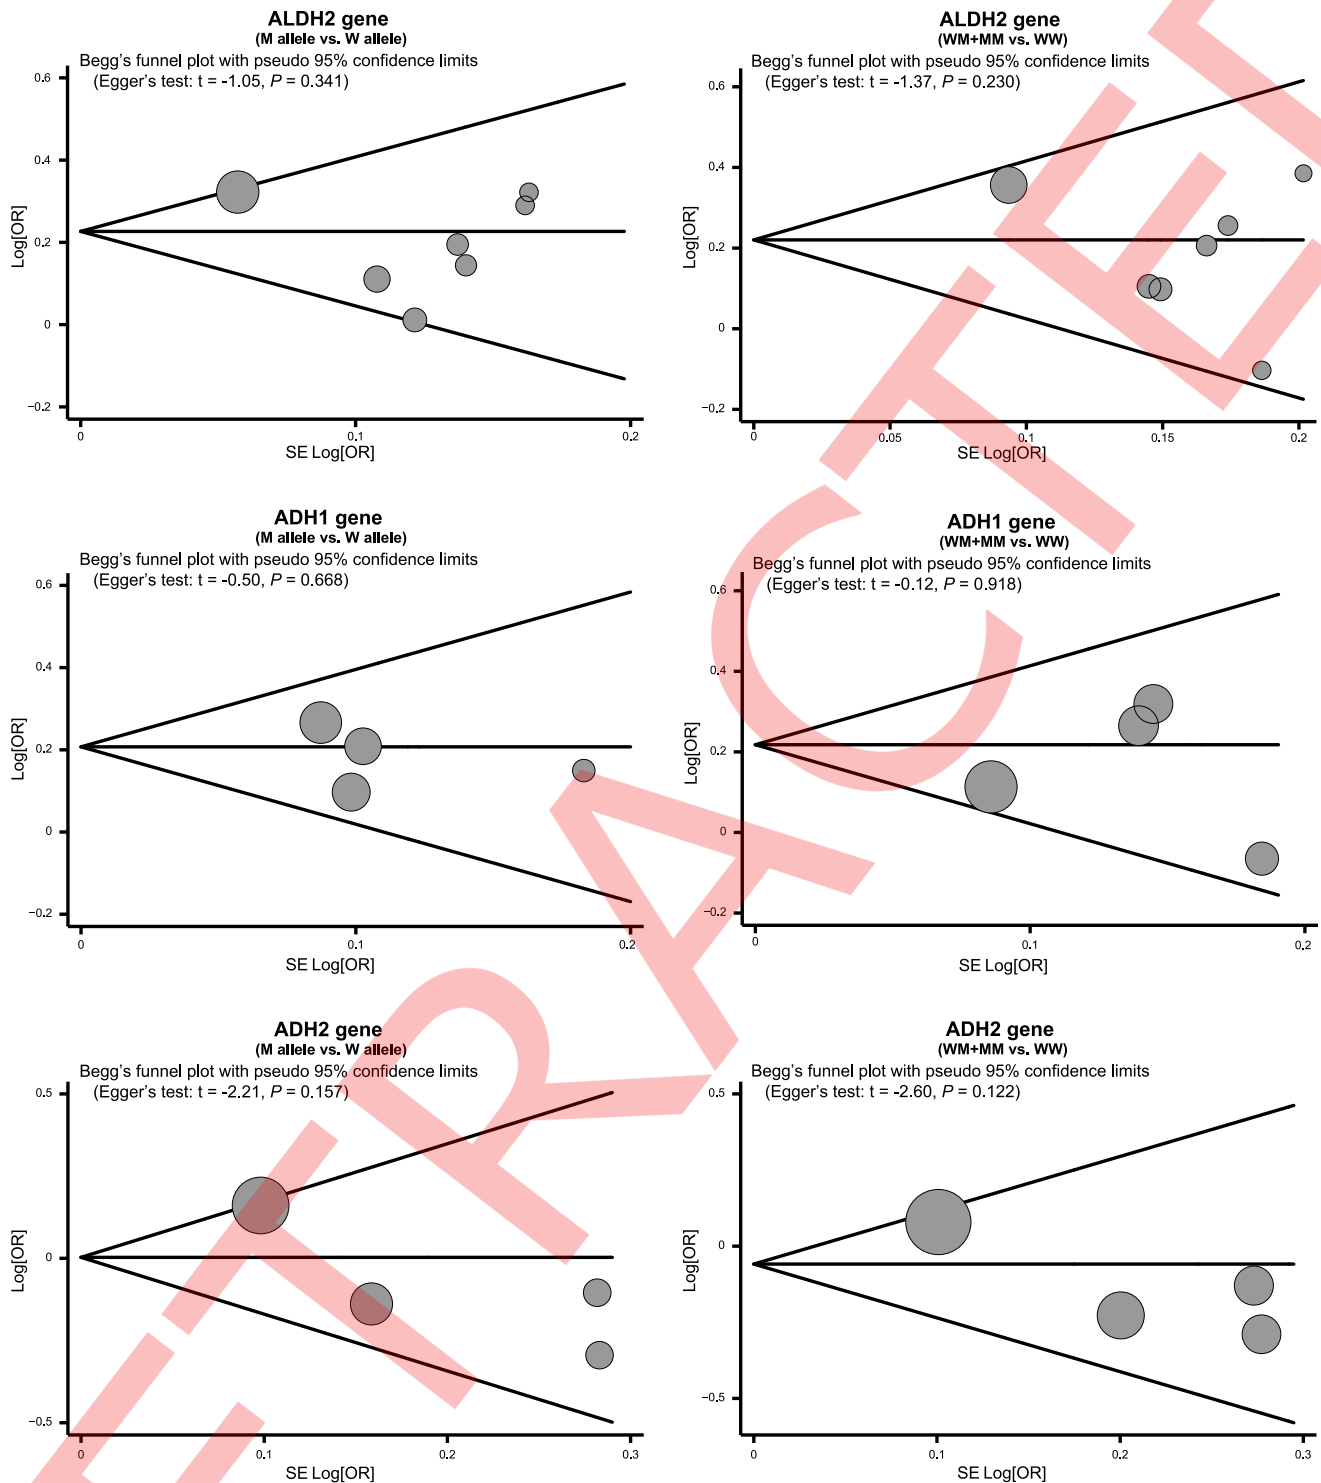 ALDH2 gene
(M allele vs. W allele)
Begg's funnel plot with pseudo 95% confidence limits
(Egger's test: t = -1.05, P = 0.341)
0.6
0.4
0.2
0
−0.2
Log[OR]
0
0.1
0.2
SE Log[OR]
ALDH2 gene
(WM+MM vs. WW)
Begg's funnel plot with pseudo 95% confidence limits
(Egger's test: t = -1.37, P = 0.230)
0.6
0.4
0.2
0
−0.2
Log[OR]
0
0.05
0.1
0.15
0.2
SE Log[OR]
ADH1 gene
(M allele vs. W allele)
Begg's funnel plot with pseudo 95% confidence limits
(Egger's test: t = -0.50, P = 0.668)
0.6
0.4
0.2
0
−0.2
Log[OR]
0
0.1
0.2
SE Log[OR]
ADH1 gene
(WM+MM vs. WW)
Begg's funnel plot with pseudo 95% confidence limits
(Egger's test: t = -0.12, P = 0.918)
0.6
0.4
0.2
0
−0.2
Log[OR]
0
0.1
0.2
SE Log[OR]
ADH2 gene
(M allele vs. W allele)
Begg's funnel plot with pseudo 95% confidence limits
(Egger's test: t = -2.21, P = 0.157)
0.5
0
−0.5
Log[OR]
0
0.1
0.2
0.3
SE Log[OR]
ADH2 gene
(WM+MM vs. WW)
Begg's funnel plot with pseudo 95% confidence limits
(Egger's test: t = -2.60, P = 0.122)
0.5
0
−0.5
Log[OR]
0
0.1
0.2
0.3
SE Log[OR]
ETRACTE